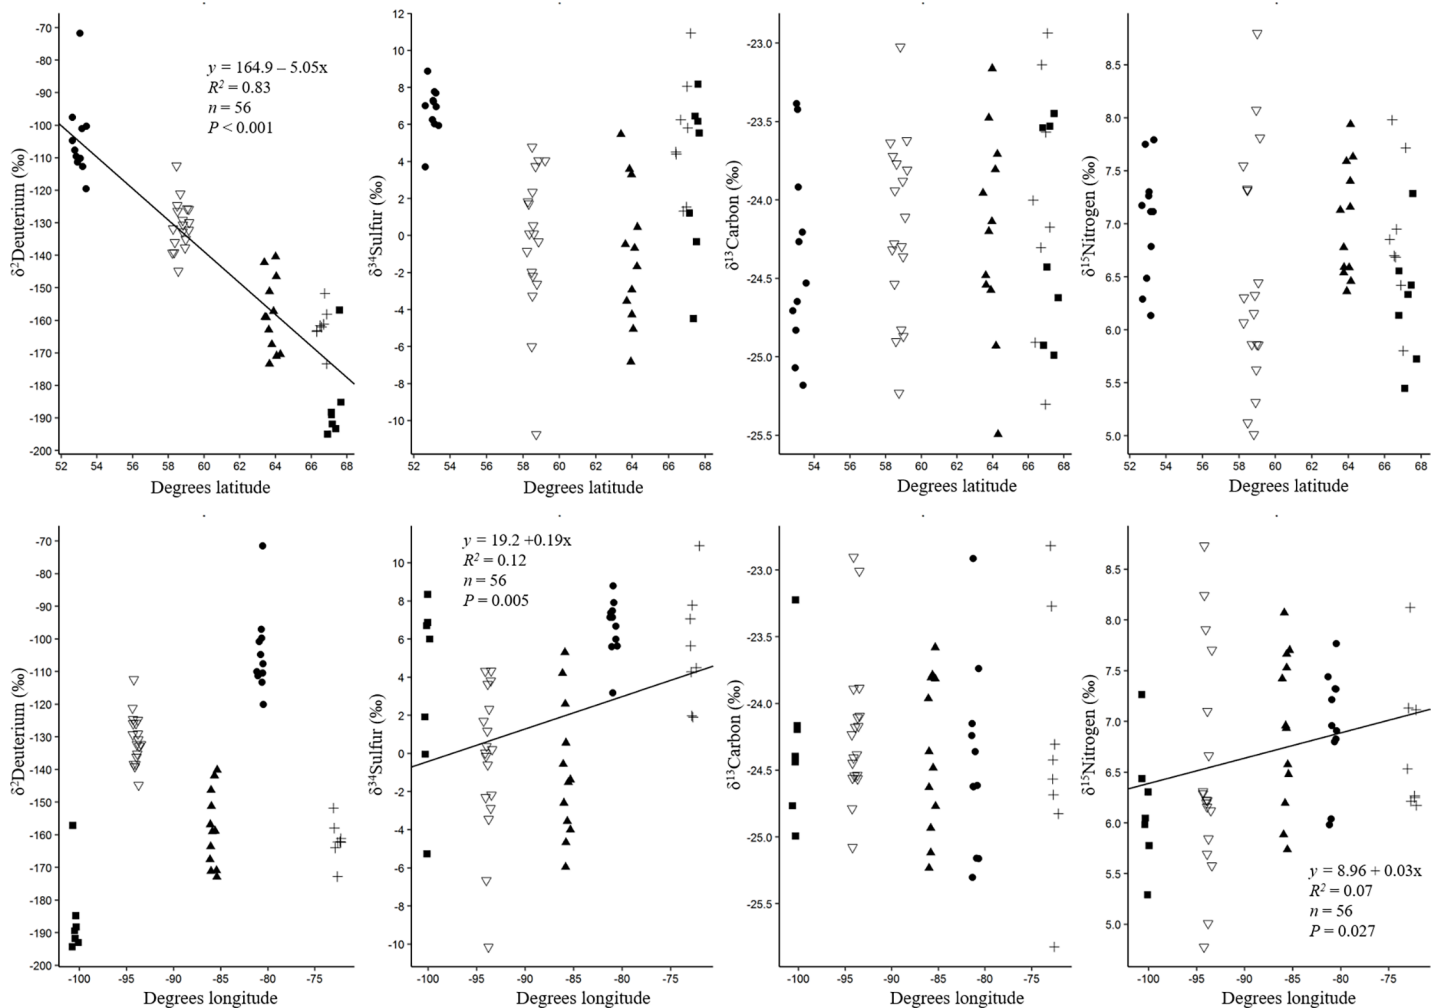 -70
-80
-90
-100
-110
-120
-130
-140
-150
-160
-170
-180
-190
-200
δ²Deuterium (‰)
y = 164.9 – 5.05x
R² = 0.83
n = 56
P < 0.001
52 54 56 58 60 62 64 66 68
Degrees latitude
12
10
8
6
4
2
0
-2
-4
-6
-8
-10
δ³⁴Sulfur (‰)
52 54 56 58 60 62 64 66 68
Degrees latitude
-23.0
-23.5
-24.0
-24.5
-25.0
-25.5
δ¹³Carbon (‰)
54 56 58 60 62 64 66 68
Degrees latitude
8.5
8.0
7.5
7.0
6.5
6.0
5.5
5.0
δ¹⁵Nitrogen (‰)
52 54 56 58 60 62 64 66 68
Degrees latitude
-70
-80
-90
-100
-110
-120
-130
-140
-150
-160
-170
-180
-190
-200
δ²Deuterium (‰)
-100 -95 -90 -85 -80 -75
Degrees longitude
10
8
6
4
2
0
-2
-4
-6
-8
-10
δ³⁴Sulfur (‰)
y = 19.2 +0.19x
R² = 0.12
n = 56
P = 0.005
-100 -95 -90 -85 -80 -75
Degrees longitude
-23.0
-23.5
-24.0
-24.5
-25.0
-25.5
δ¹³Carbon (‰)
-100 -95 -90 -85 -80 -75
Degrees longitude
8.5
8.0
7.5
7.0
6.5
6.0
5.5
5.0
δ¹⁵Nitrogen (‰)
y = 8.96 + 0.03x
R² = 0.07
n = 56
P = 0.027
-100 -95 -90 -85 -80 -75
Degrees longitude